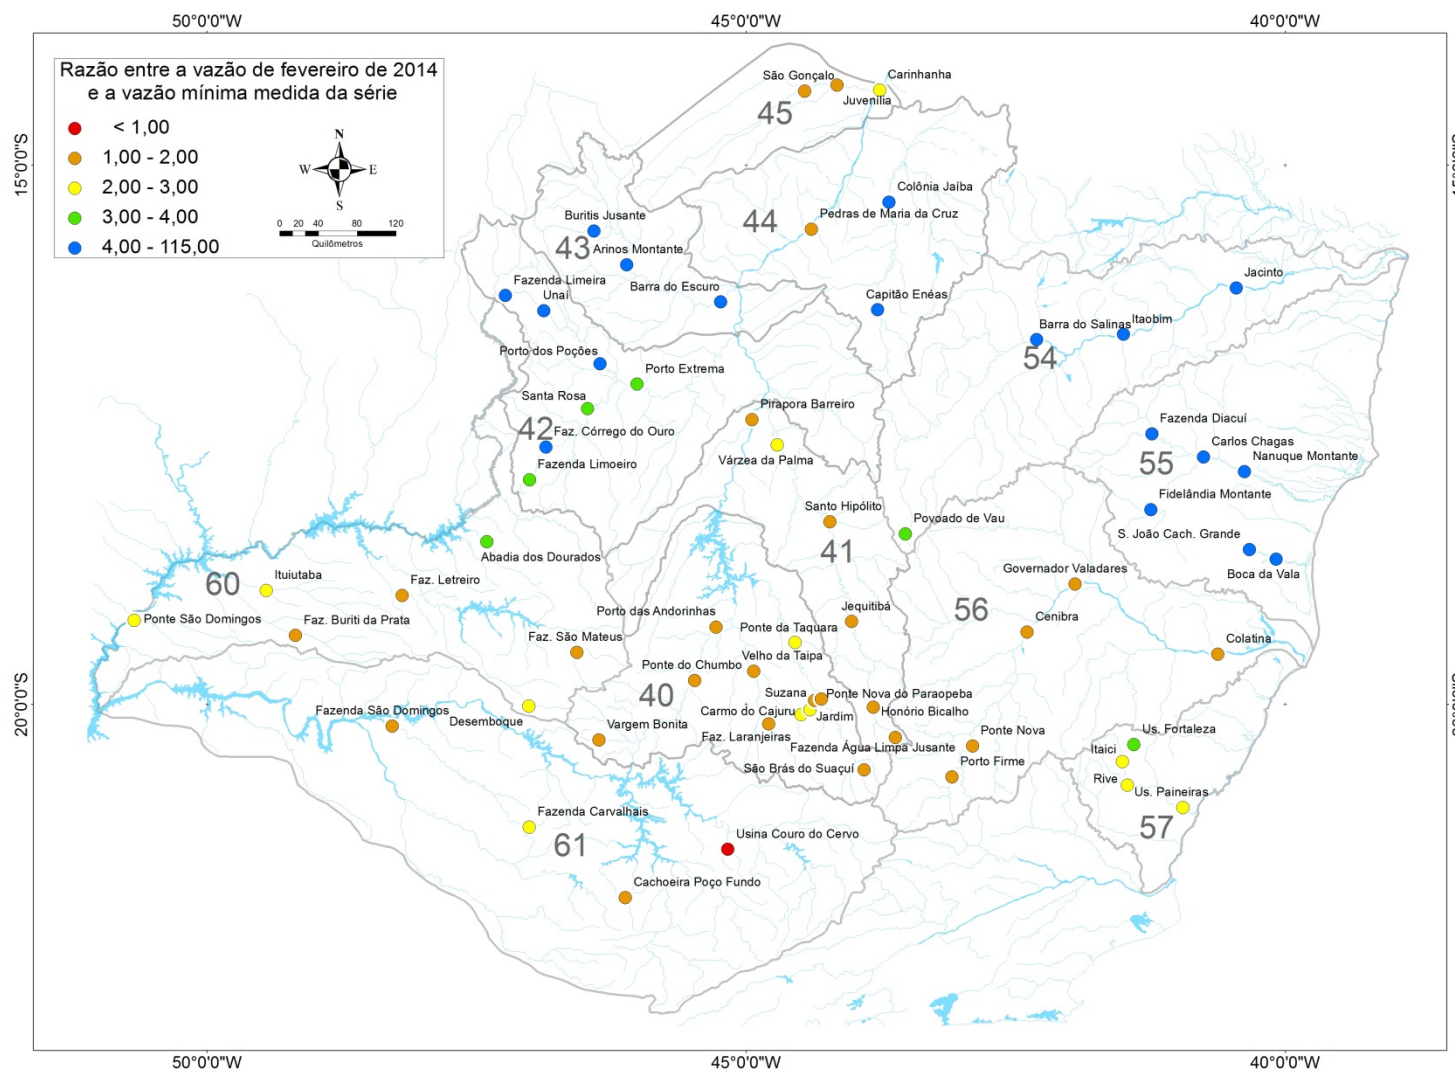 50°0'0"W
45°0'0"W
40°0'0"W
Razão entre a vazão de fevereiro de 2014
e a vazão mínima medida da série
< 1,00
1,00 - 2,00
2,00 - 3,00
3,00 - 4,00
4,00 - 115,00
N
W
E
S
0 20 40 80 120
Quilômetros
15°0'0"S
15°0'0"S
20°0'0"S
20°0'0"S
São Gonçalo
Carinhanha
Juvenília
45
Colônia Jaíba
Pedras de Maria da Cruz
44
Buritis Jusante
43
Arinos Montante
Barra do Escuro
Fazenda Limeira
Unaí
Capitão Enéas
Jacinto
Barra do Salinas
Itaobim
54
Porto dos Poções
Porto Extrema
Santa Rosa
42
Faz. Córrego do Ouro
Fazenda Limoeiro
Pirapora Barreiro
Várzea da Palma
Fazenda Diacuí
Carlos Chagas
Nanuque Montante
55
Fidelândia Montante
S. João Cach. Grande
Boca da Vala
Santo Hipólito
41
Povoado de Vau
Abadia dos Dourados
60
Ituiutaba
Faz. Letreiro
Ponte São Domingos
Faz. Buriti da Prata
Faz. São Mateus
Governador Valadares
56
Cenibra
Colatina
Porto das Andorinhas
Jequitibá
Ponte da Taquara
Velho da Taipa
Ponte do Chumbo
40
Suzana
Ponte Nova do Paraopeba
Carmo do Cajuru
Jardim
Honório Bicalho
Faz. Laranjeiras
Fazenda Água Limpa Jusante
São Brás do Suaçuí
Vargem Bonita
Fazenda São Domingos
Desemboque
Ponte Nova
Porto Firme
Us. Fortaleza
Itaici
Rive
Us. Paineiras
57
Fazenda Carvalhais
61
Usina Couro do Cervo
Cachoeira Poço Fundo
50°0'0"W
45°0'0"W
40°0'0"W